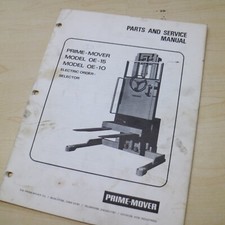 PARTS AND SERVICE
MANUAL
PRIME-MOVER
MODEL OE-15
MODEL OE-10
ELECTRIC ORDER-
SELECTOR
PRIME-MOVER